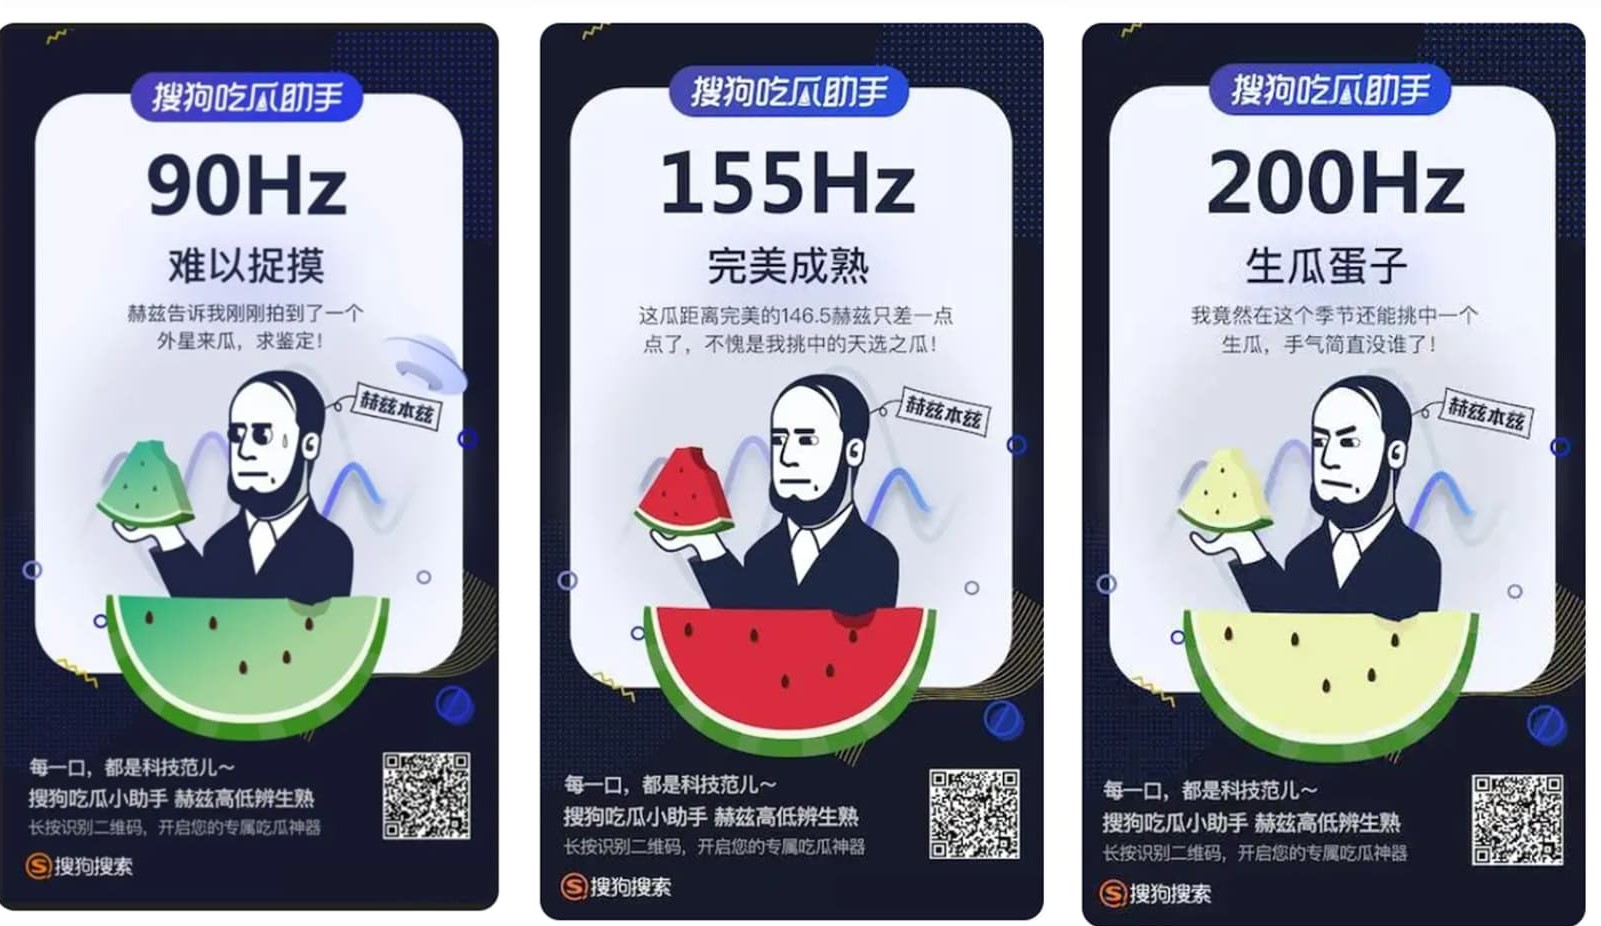 搜狗吃瓜助手
90Hz
难以捉摸
赫兹告诉我刚刚拍到了一个
外星来瓜，求鉴定！
赫兹本兹
每一口，都是科技范儿～
搜狗吃瓜小助手 赫兹高低辨生熟
长按识别二维码，开启您的专属吃瓜神器
搜狗搜索
搜狗吃瓜助手
155Hz
完美成熟
这瓜距离完美的146.5赫兹只差一点
点了，不愧是我挑中的天选之瓜！
赫兹本兹
每一口，都是科技范儿～
搜狗吃瓜小助手 赫兹高低辨生熟
长按识别二维码，开启您的专属吃瓜神器
搜狗搜索
搜狗吃瓜助手
200Hz
生瓜蛋子
我竟然在这个季节还能挑中一个
生瓜，手气简直没谁了！
赫兹本兹
每一口，都是科技范儿～
搜狗吃瓜小助手 赫兹高低辨生熟
长按识别二维码，开启您的专属吃瓜神器
搜狗搜索